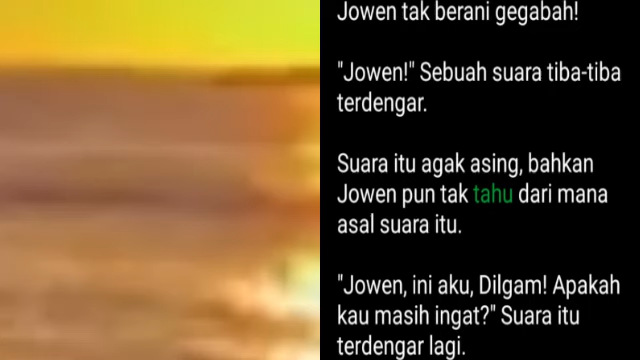 Jowen tak berani gegabah!
"Jowen!" Sebuah suara tiba-tiba
terdengar.
Suara itu agak asing, bahkan
Jowen pun tak tahu dari mana
asal suara itu.
"Jowen, ini aku, Dilgam! Apakah
kau masih ingat?" Suara itu
terdengar lagi.